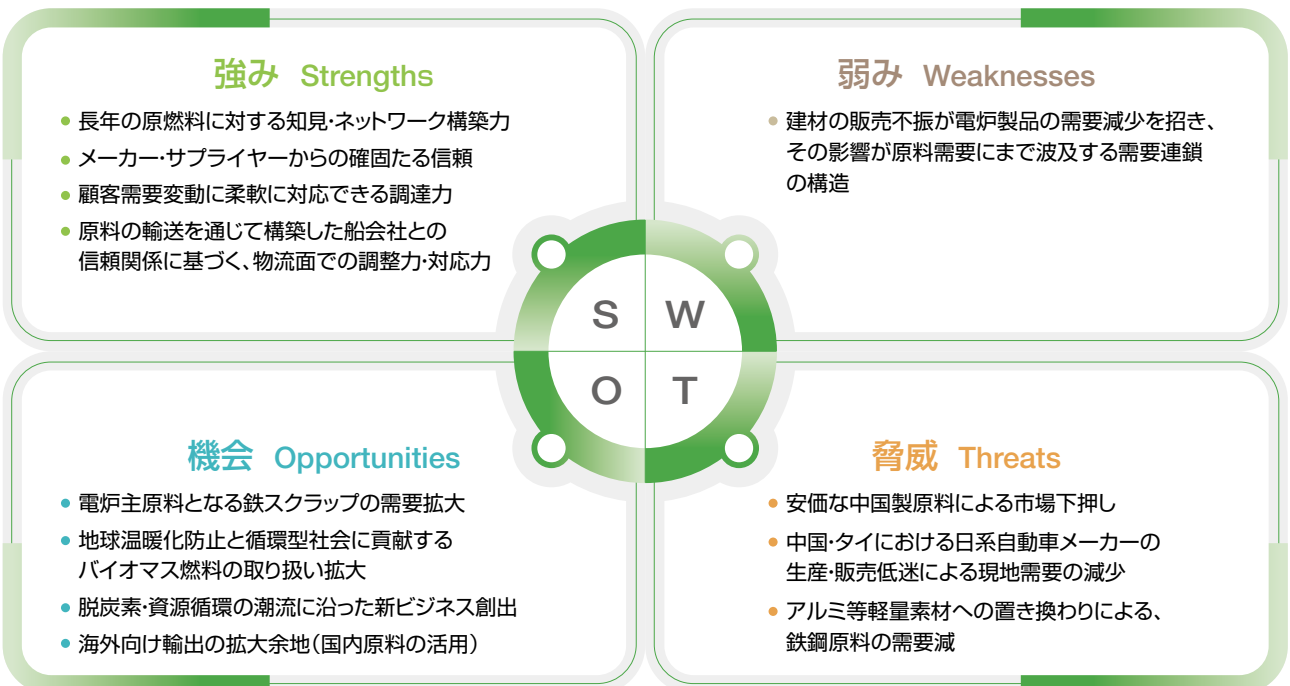 強み Strengths
• 長年の原燃料に対する知見・ネットワーク構築力
• メーカー・サプライヤーからの確固たる信頼
• 顧客需要変動に柔軟に対応できる調達力
• 原料の輸送を通じて構築した船会社との
信頼関係に基づく、物流面での調整力・対応力
弱み Weaknesses
• 建材の販売不振が電炉製品の需要減少を招き、
その影響が原料需要にまで波及する需要連鎖
の構造
S W
O T
機会 Opportunities
• 電炉主原料となる鉄スクラップの需要拡大
• 地球温暖化防止と循環型社会に貢献する
バイオマス燃料の取り扱い拡大
• 脱炭素・資源循環の潮流に沿った新ビジネス創出
• 海外向け輸出の拡大余地（国内原料の活用）
脅威 Threats
• 安価な中国製原料による市場下押し
• 中国・タイにおける日系自動車メーカーの
生産・販売低迷による現地需要の減少
• アルミ等軽量素材への置き換わりによる、
鉄鋼原料の需要減